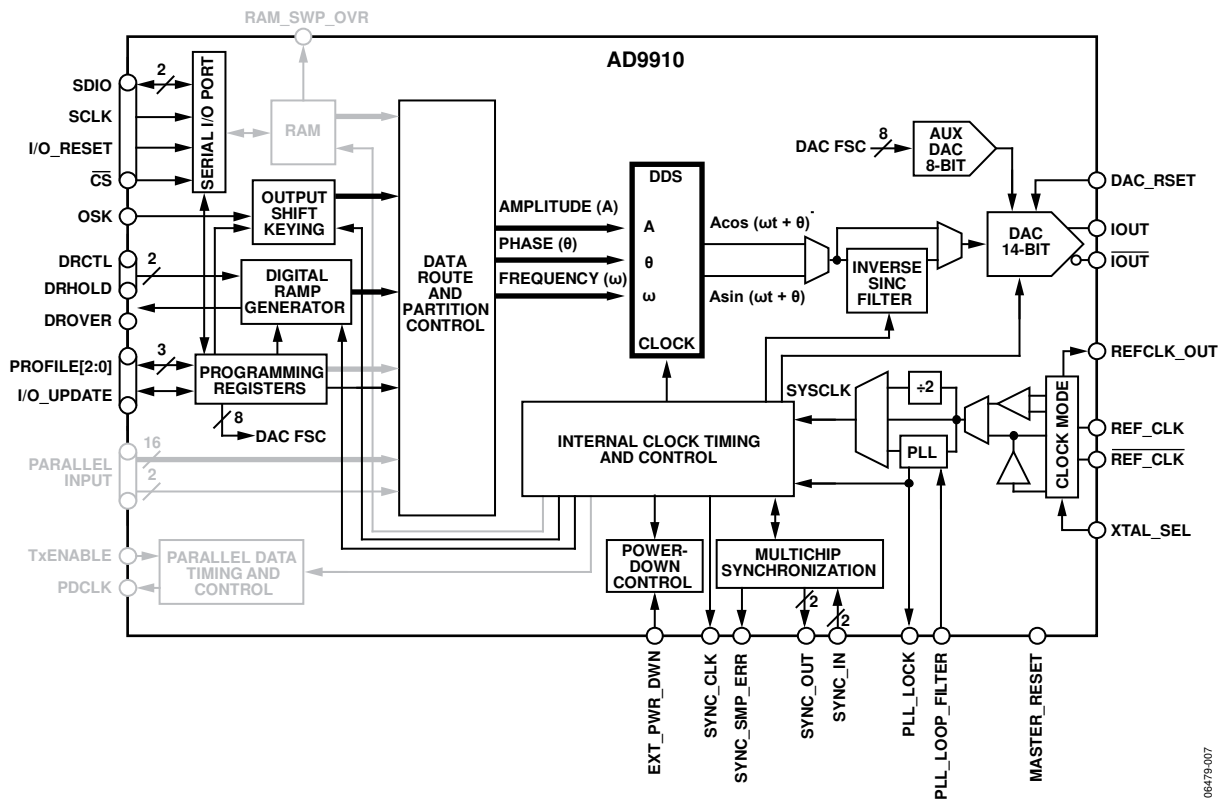 RAM_SWP_OVR
AD9910
SDIO
2
SCLK
I/O_RESET
CS
SERIAL I/O PORT
RAM
OSK
OUTPUT
SHIFT
KEYING
DRCTL
2
DRHOLD
DROVER
DIGITAL
RAMP
GENERATOR
PROFILE[2:0]
3
I/O_UPDATE
PROGRAMMING
REGISTERS
8
DAC FSC
16
PARALLEL
INPUT
2
TxENABLE
PDCLK
PARALLEL DATA
TIMING AND
CONTROL
DATA
ROUTE
AND
PARTITION
CONTROL
AMPLITUDE (A)
PHASE (θ)
FREQUENCY (ω)
DDS
A
θ
ω
CLOCK
Acos (ωt + θ)
Asin (ωt + θ)
INVERSE
SINC
FILTER
DAC FSC
8
AUX
DAC
8-BIT
DAC
14-BIT
DAC_RSET
IOUT
IOUT
REFCLK_OUT
SYSCLK
÷2
PLL
CLOCK MODE
REF_CLK
REF_CLK
XTAL_SEL
INTERNAL CLOCK TIMING
AND CONTROL
POWER-
DOWN
CONTROL
MULTICHIP
SYNCHRONIZATION
2
2
EXT_PWR_DWN
SYNC_CLK
SYNC_SMP_ERR
SYNC_OUT
SYNC_IN
PLL_LOCK
PLL_LOOP_FILTER
MASTER_RESET
06479-007